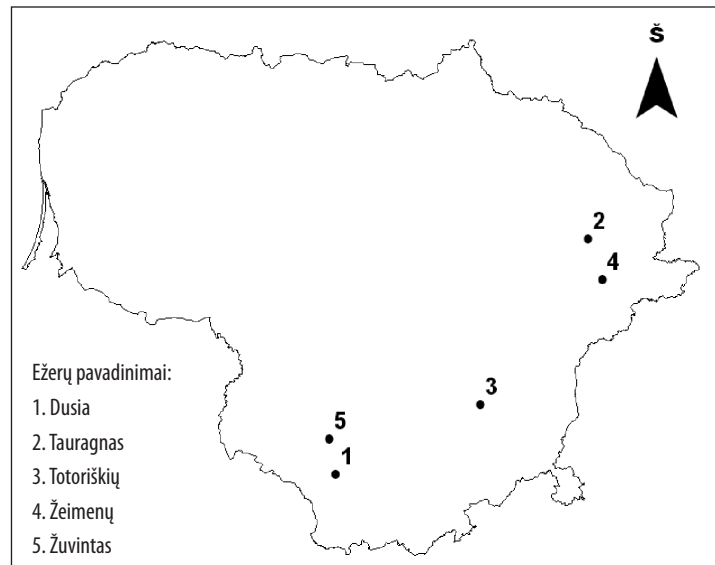 Š
2
4
3
5
1
Ežerų pavadinimai:
1. Dusia
2. Tauragnas
3. Totoriškių
4. Žeimenų
5. Žuvintas